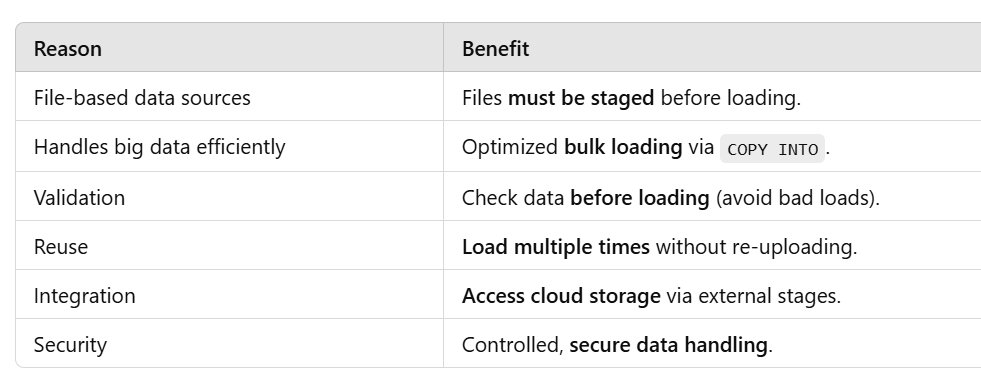 Reason Benefit
File-based data sources Files must be staged before loading.
Handles big data efficiently Optimized bulk loading via COPY INTO.
Validation Check data before loading (avoid bad loads).
Reuse Load multiple times without re-uploading.
Integration Access cloud storage via external stages.
Security Controlled, secure data handling.